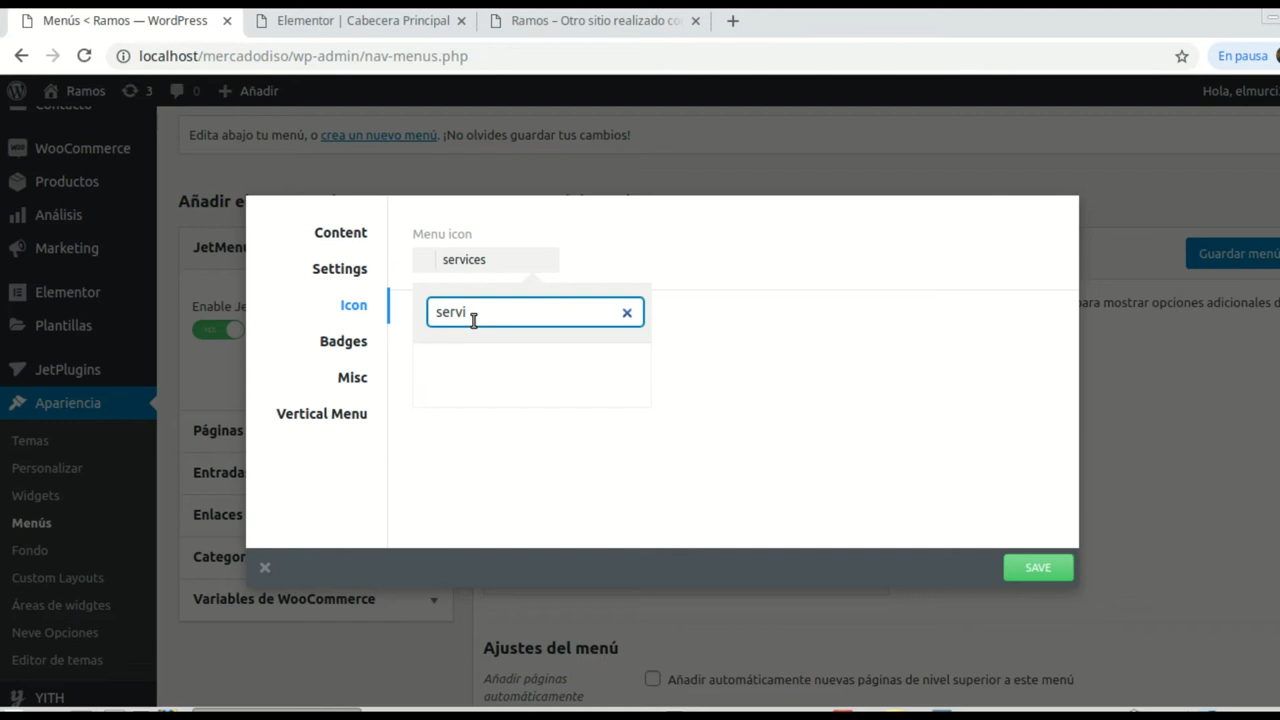 Menús < Ramos — WordPress
Elementor | Cabecera Principal
Ramos – Otro sitio realizado co
localhost/mercadodiso/wp-admin/nav-menus.php
En pausa
Ramos
3
0
Añadir
Hola, elmurci
Contacto
WooCommerce
Productos
Análisis
Marketing
Elementor
Plantillas
JetPlugins
Apariencia
Temas
Personalizar
Widgets
Menús
Fondo
Custom Layouts
Áreas de widgtes
Neve Opciones
Editor de temas
YITH
Edita abajo tu menú, o crea un nuevo menú. ¡No olvides guardar tus cambios!
Añadir e
JetMenu
Enable Je
YES
Páginas
Entrada
Enlaces
Categor
Variables de WooCommerce
Guardar menú
para mostrar opciones adicionales d
Content
Settings
Icon
Badges
Misc
Vertical Menu
Menu icon
services
servi
SAVE
Ajustes del menú
Añadir páginas
automáticamente
Añadir automáticamente nuevas páginas de nivel superior a este menú